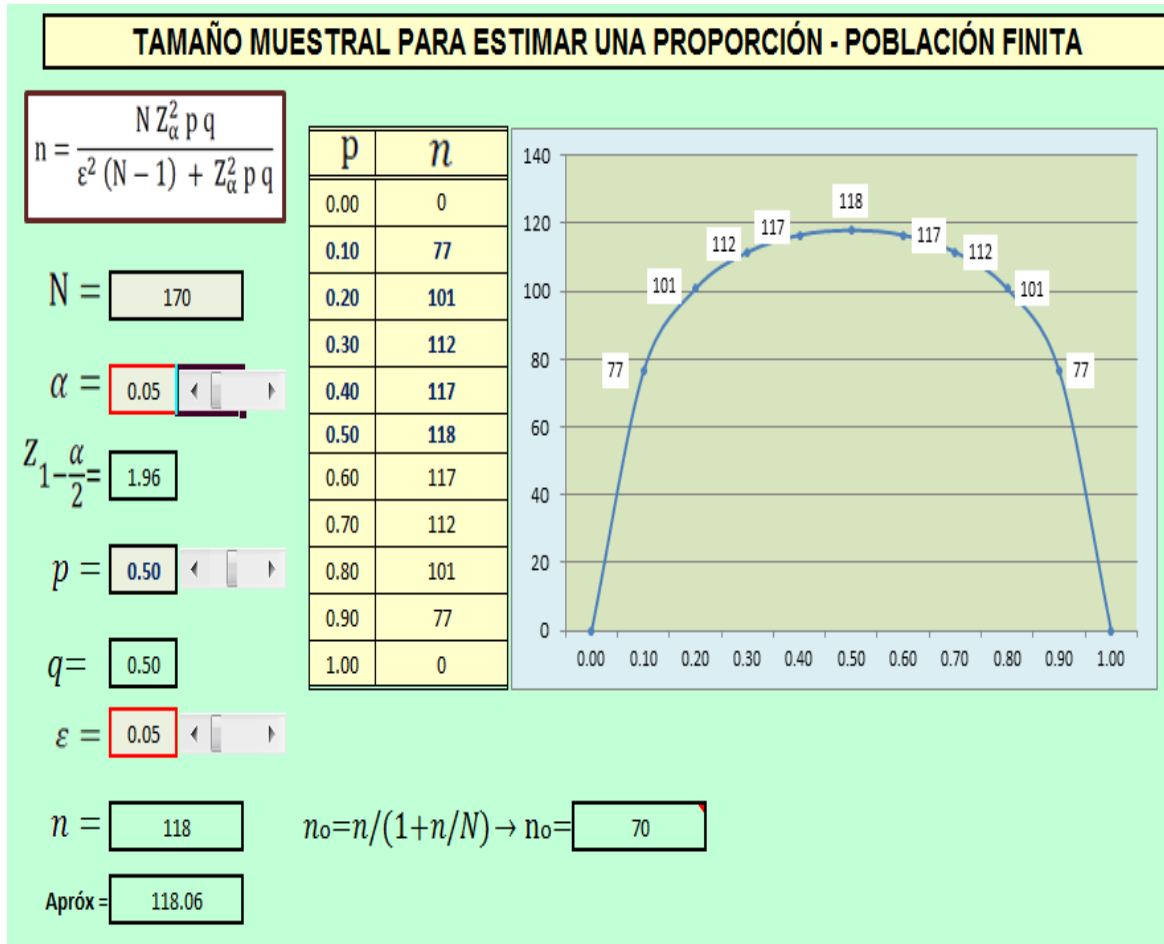 TAMAÑO MUESTRAL PARA ESTIMAR UNA PROPORCIÓN - POBLACIÓN FINITA
n = N Z²α p q / ε² (N − 1) + Z²α p q
N = 170
α = 0.05
Z1−α/2= 1.96
p = 0.50
q= 0.50
ε = 0.05
n = 118
Apróx = 118.06
p n
0.00 0
0.10 77
0.20 101
0.30 112
0.40 117
0.50 118
0.60 117
0.70 112
0.80 101
0.90 77
1.00 0
140
120
100
80
60
40
20
0
77
101
112
117
118
117
112
101
77
0.00 0.10 0.20 0.30 0.40 0.50 0.60 0.70 0.80 0.90 1.00
no=n/(1+n/N)→no= 70